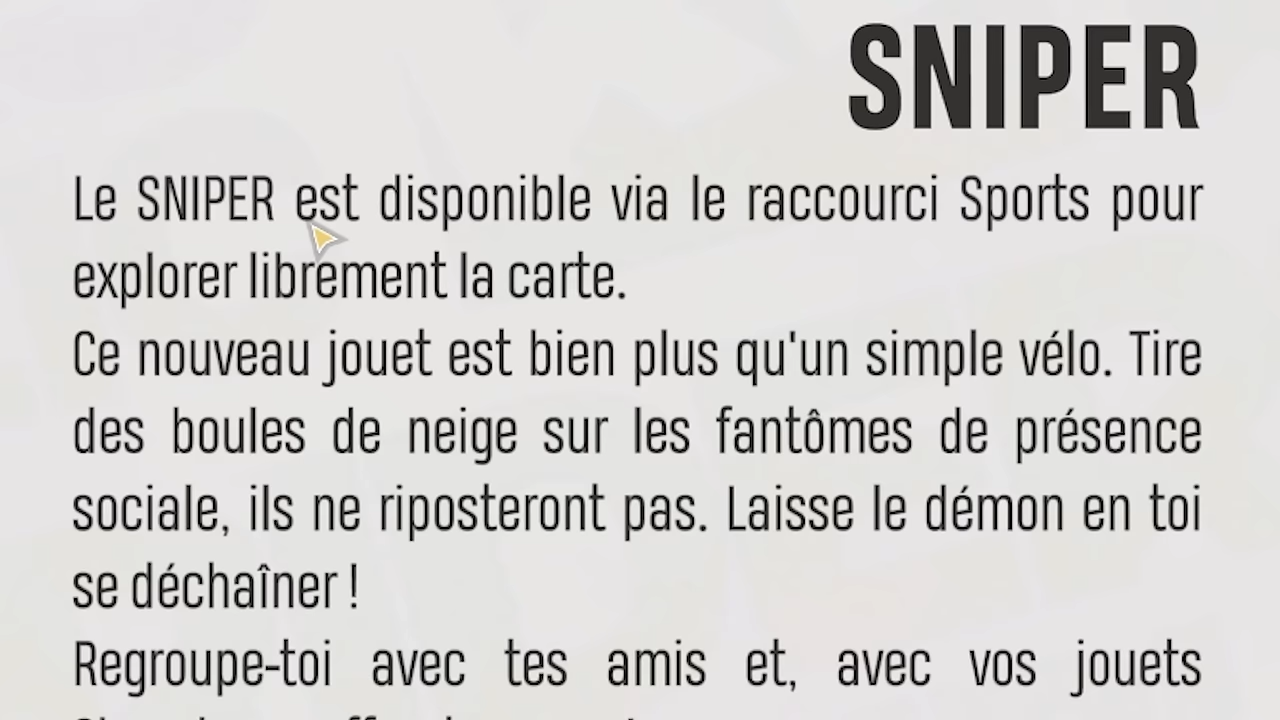 SNIPER
Le SNIPER est disponible via le raccourci Sports pour
explorer librement la carte.
Ce nouveau jouet est bien plus qu'un simple vélo. Tire
des boules de neige sur les fantômes de présence
sociale, ils ne riposteront pas. Laisse le démon en toi
se déchaîner !
Regroupe-toi avec tes amis et, avec vos jouets